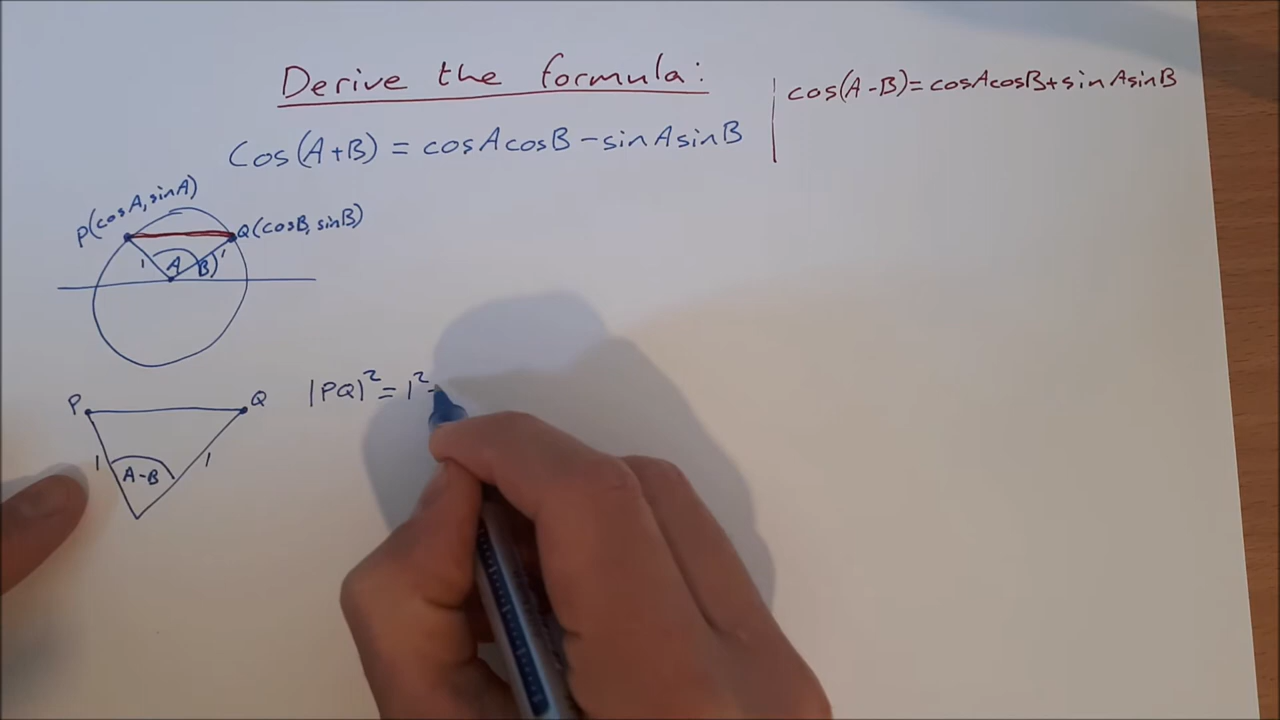 Derive the formula:
cos(A-B)=cosAcosB+sinAsinB
Cos(A+B) = cosAcosB-sinAsinB
P(cosA,sinA)
Q(cosB,sinB)
1 A B 1
P Q
|PQ|² = 1²
1 A-B 1